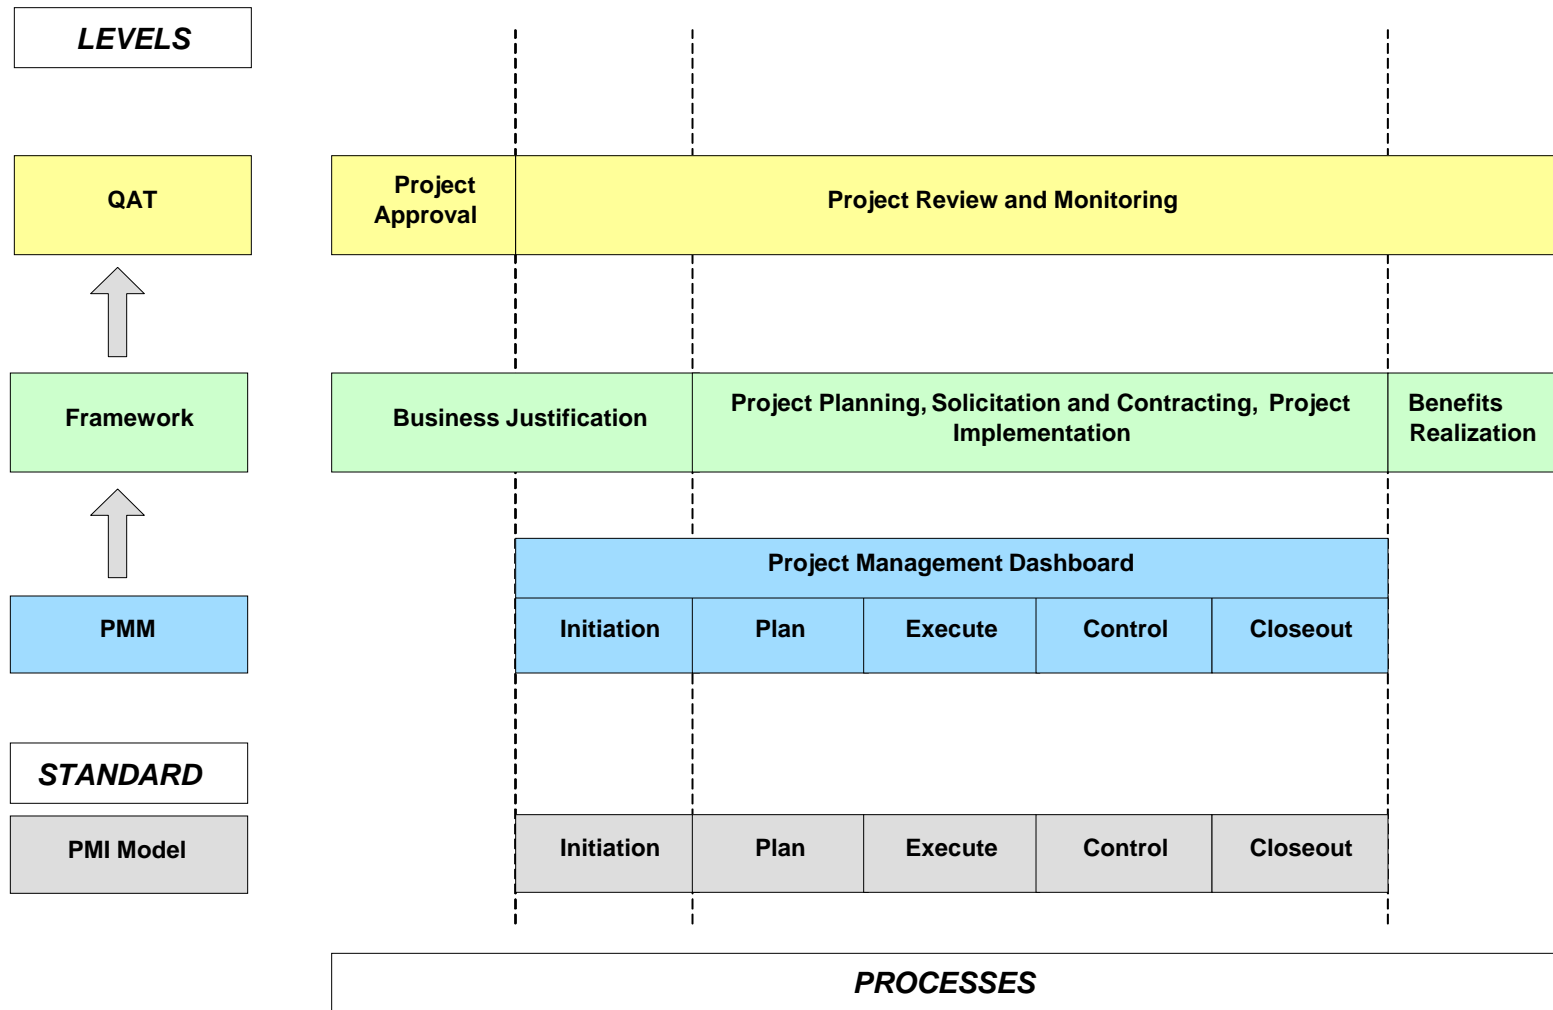 LEVELS
QAT
Project
Approval
Project Review and Monitoring
Framework
Business Justification
Project Planning, Solicitation and Contracting, Project
Implementation
Benefits
Realization
Project Management Dashboard
PMM
Initiation
Plan
Execute
Control
Closeout
STANDARD
PMI Model
Initiation
Plan
Execute
Control
Closeout
PROCESSES